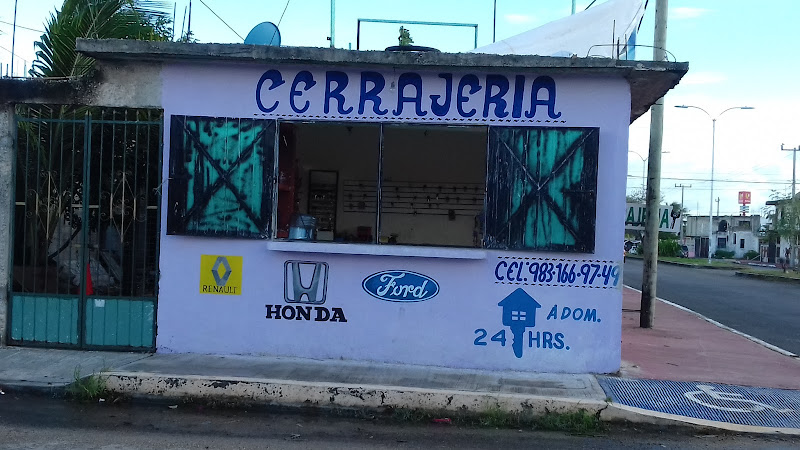 CERRAJERIA
CEL. 983-166-97-49
RENAULT
HONDA
Ford
A DOM.
24 HRS.